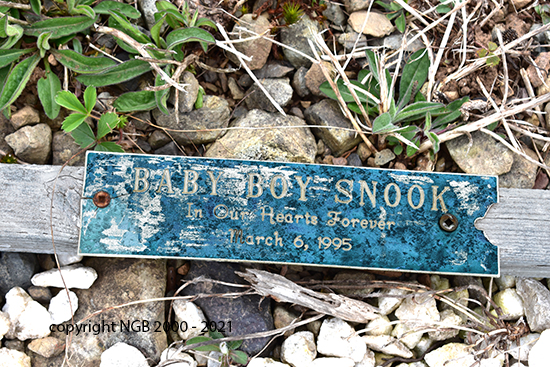 BABY BOY SNOOK
In Our Hearts Forever
March 6, 1995
copyright NGB 2000 - 2021